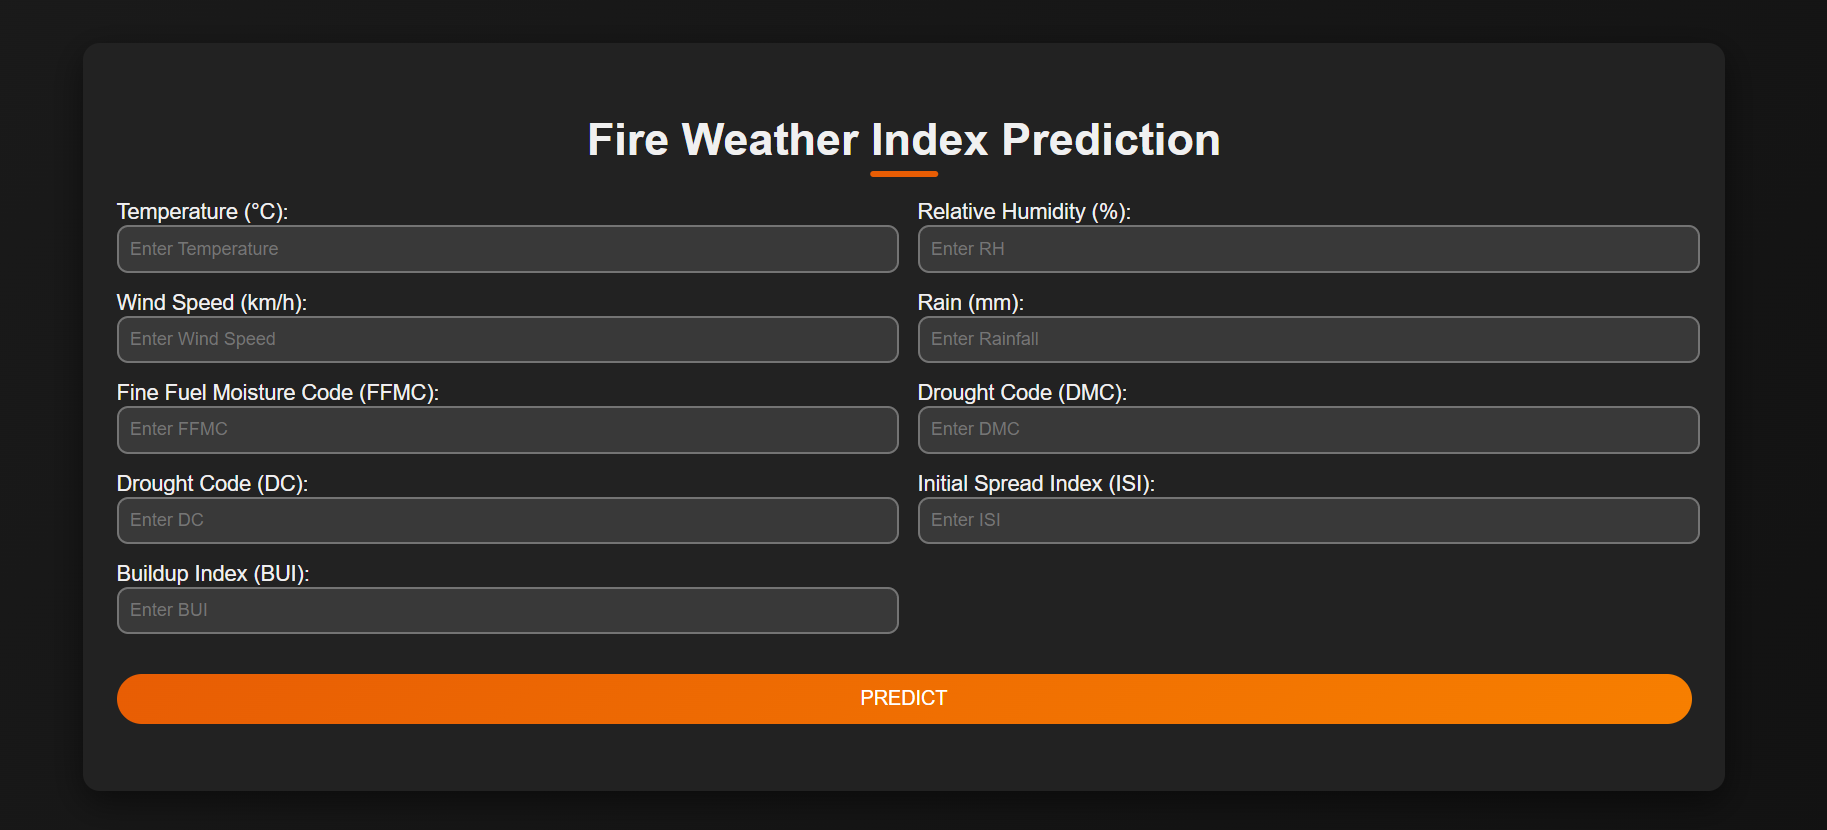 Fire Weather Index Prediction
Temperature (°C):
Relative Humidity (%):
Enter Temperature
Enter RH
Wind Speed (km/h):
Rain (mm):
Enter Wind Speed
Enter Rainfall
Fine Fuel Moisture Code (FFMC):
Drought Code (DMC):
Enter FFMC
Enter DMC
Drought Code (DC):
Initial Spread Index (ISI):
Enter DC
Enter ISI
Buildup Index (BUI):
Enter BUI
PREDICT